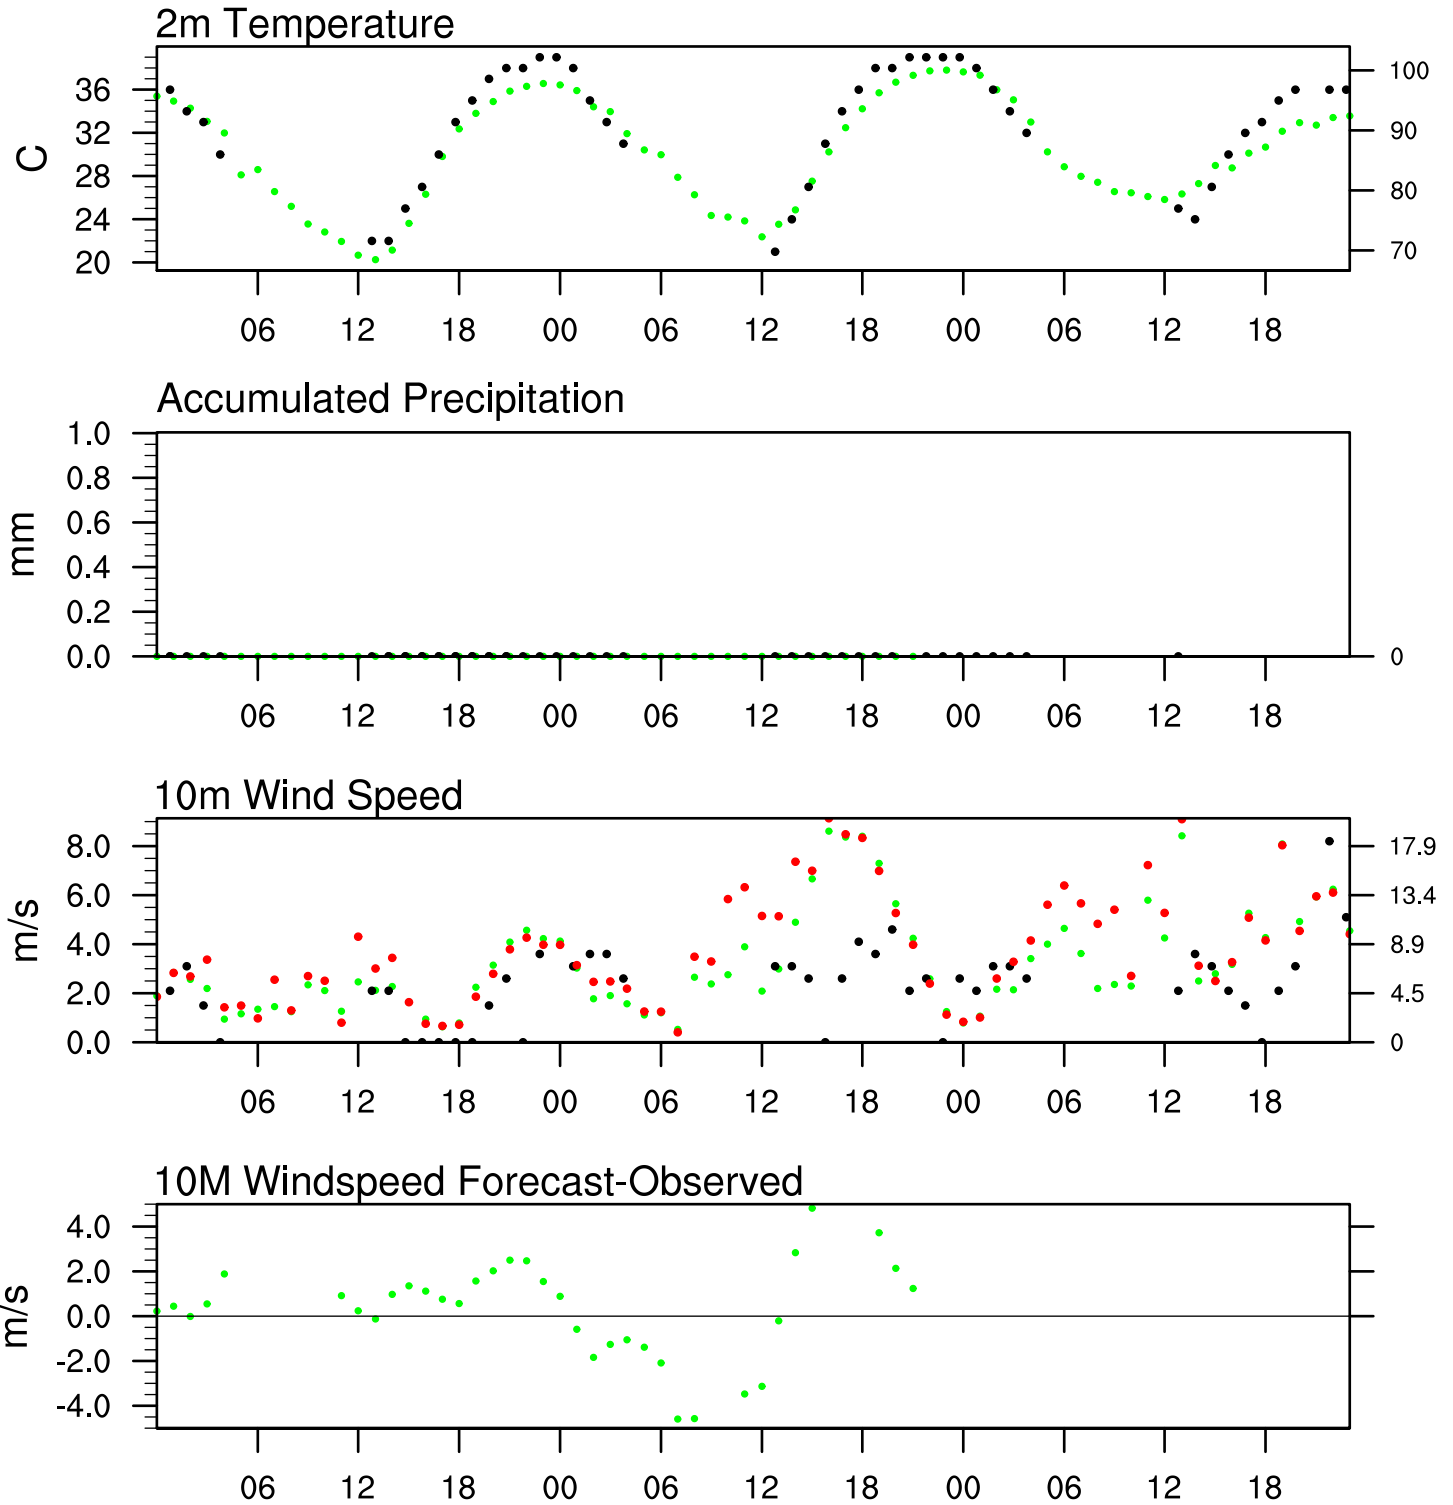 2m Temperature
C
36
32
28
24
20
100
90
80
70
06 12 18 00 06 12 18 00 06 12 18
Accumulated Precipitation
mm
1.0
0.8
0.6
0.4
0.2
0.0
0
06 12 18 00 06 12 18 00 06 12 18
10m Wind Speed
m/s
8.0
6.0
4.0
2.0
0.0
17.9
13.4
8.9
4.5
0
06 12 18 00 06 12 18 00 06 12 18
10M Windspeed Forecast-Observed
m/s
4.0
2.0
0.0
-2.0
-4.0
06 12 18 00 06 12 18 00 06 12 18